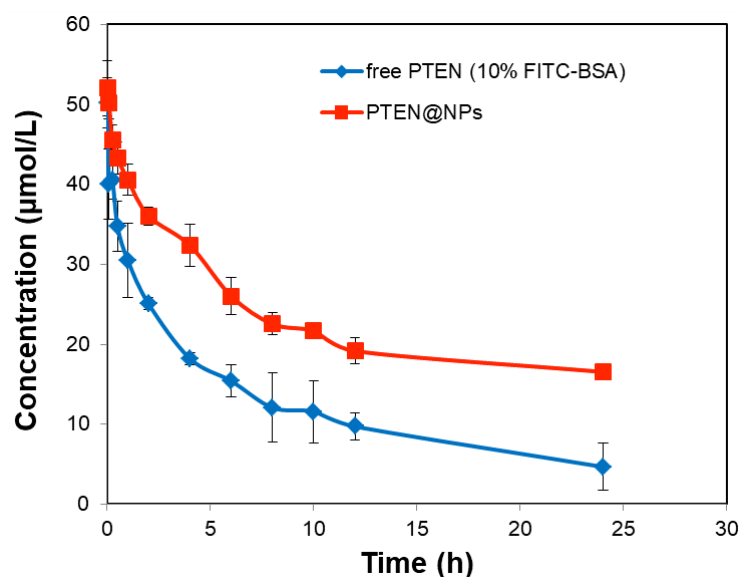 60
50
40
30
20
10
0
Concentration (µmol/L)
free PTEN (10% FITC-BSA)
PTEN@NPs
0 5 10 15 20 25 30
Time (h)